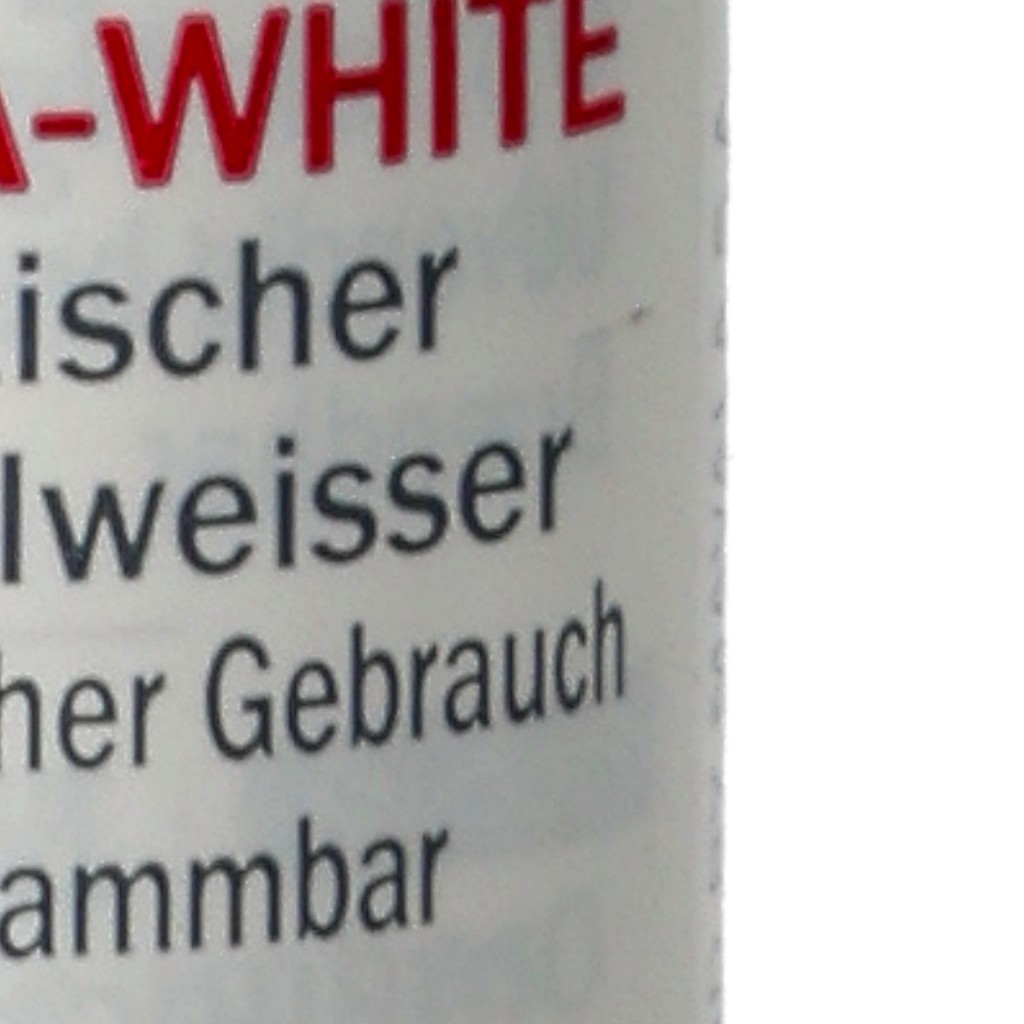 A-WHITE
ischer
lweisser
her Gebrauch
ammbar